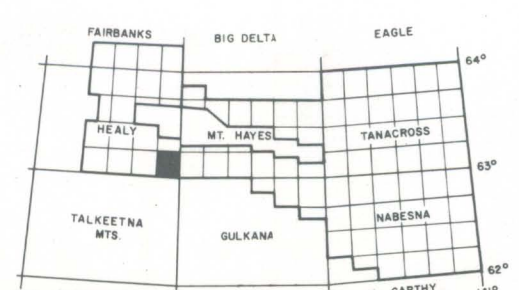 FAIRBANKS
BIG DELTA
EAGLE
64°
HEALY
MT. HAYES
TANACROSS
63°
TALKEETNA
MTS.
GULKANA
NABESNA
62°